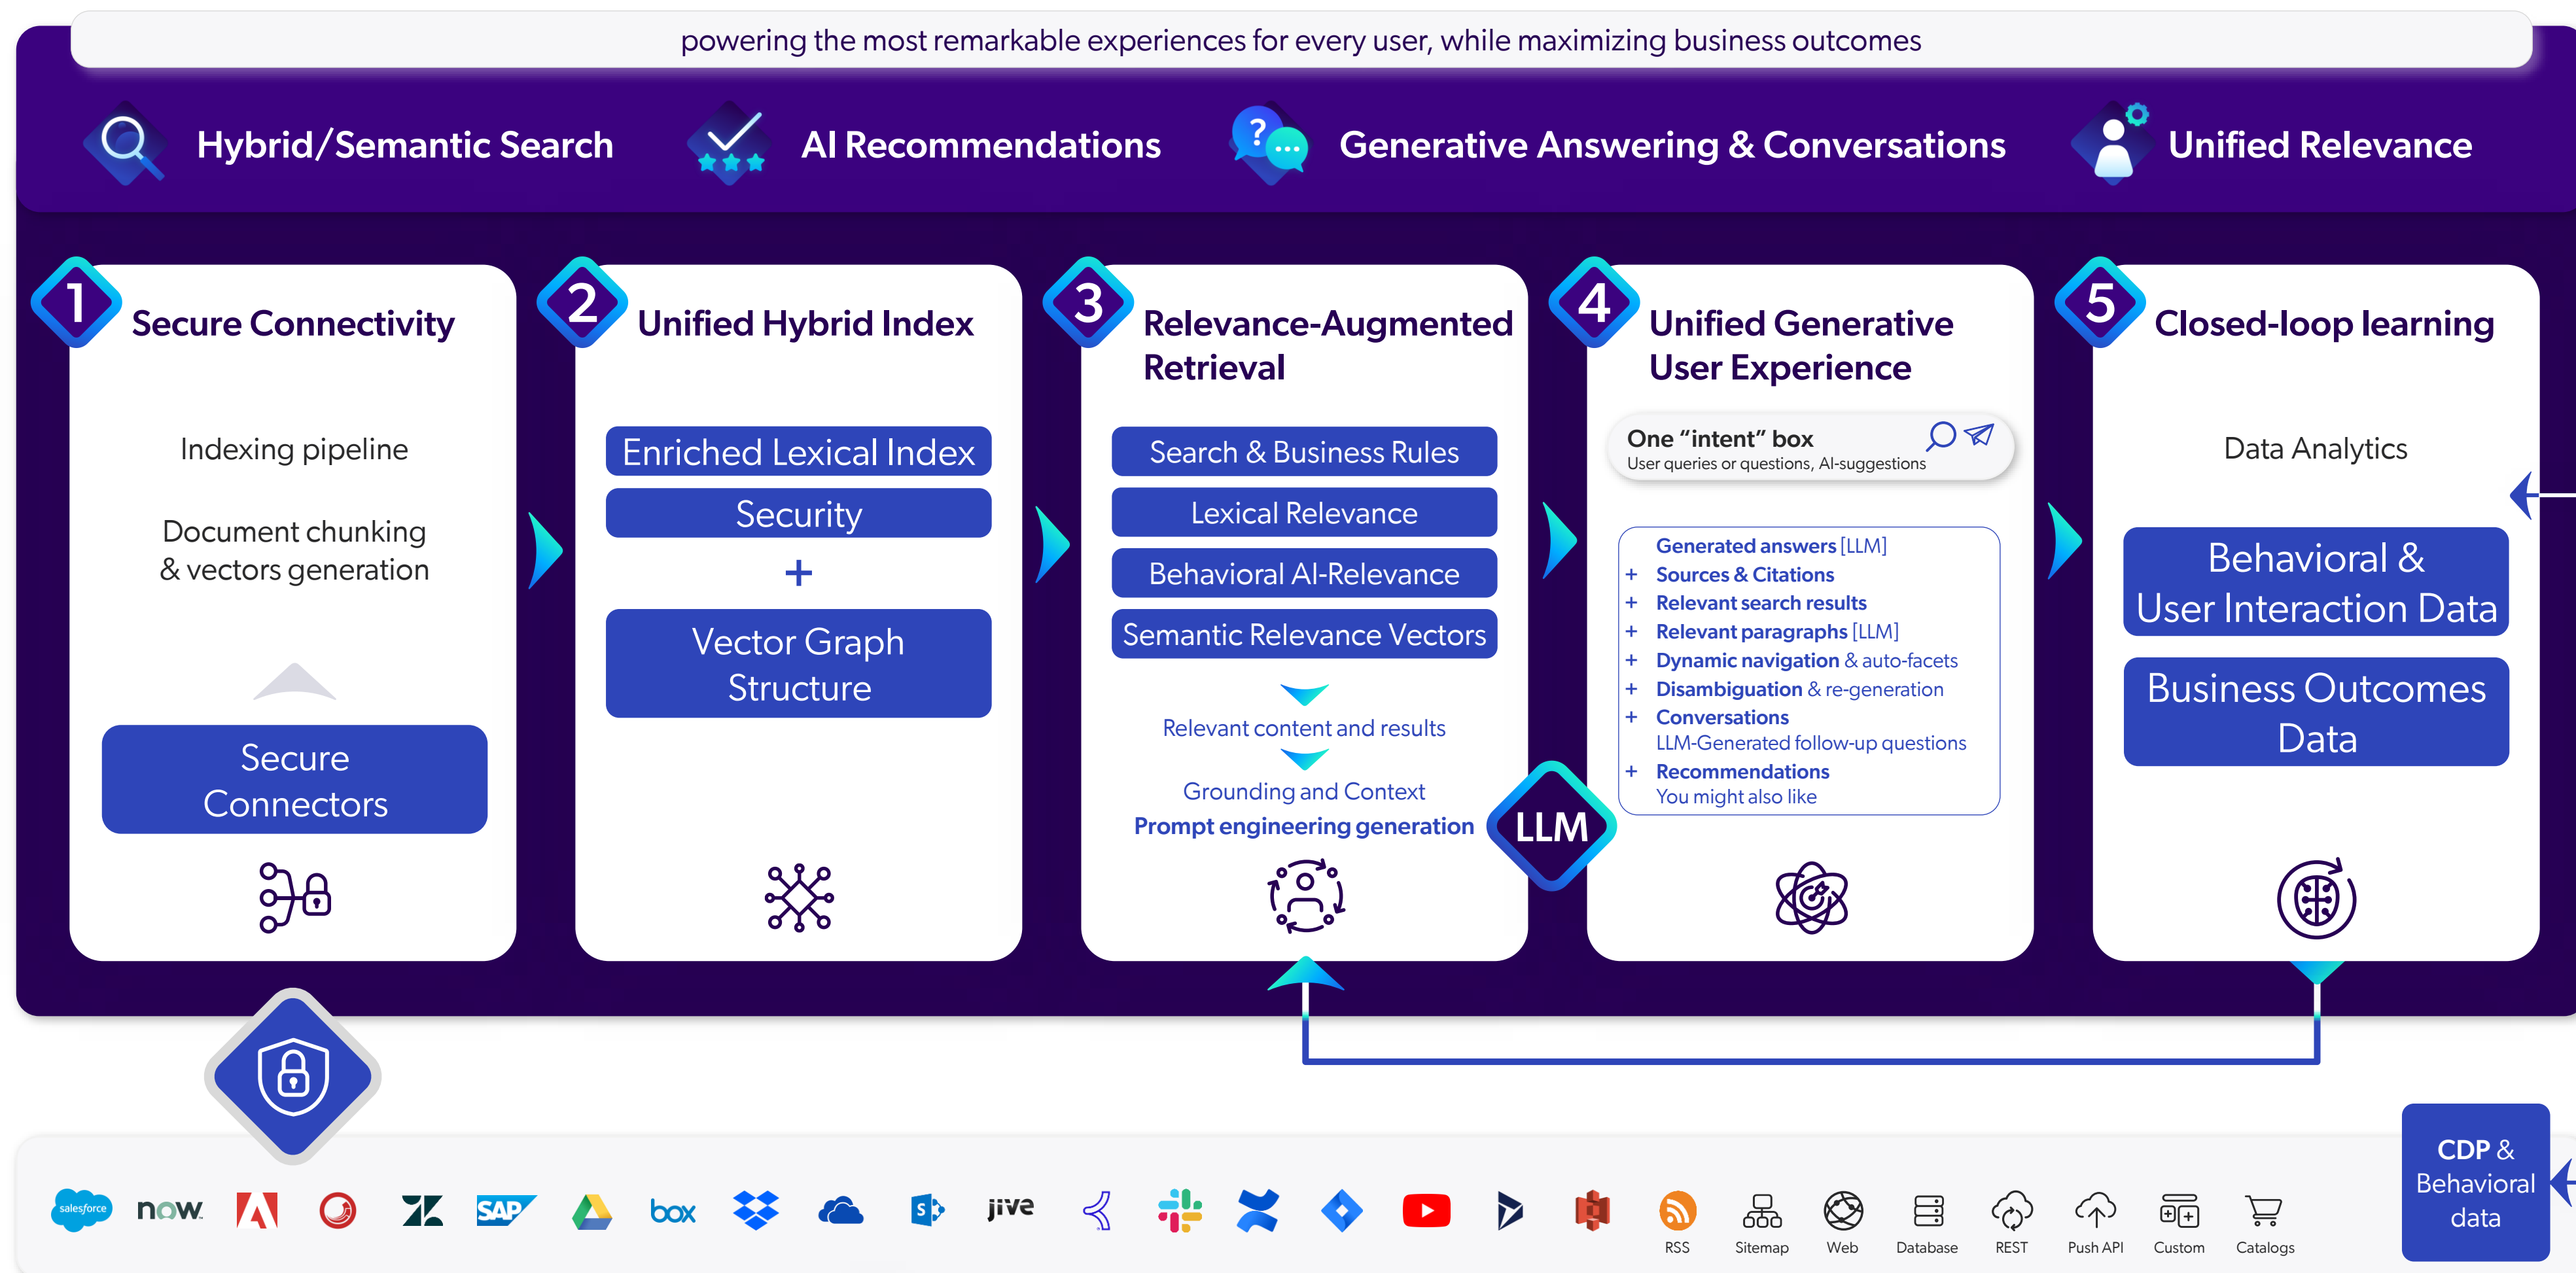 powering the most remarkable experiences for every user, while maximizing business outcomes
Hybrid/Semantic Search
AI Recommendations
?
Generative Answering & Conversations
Unified Relevance
1
Secure Connectivity
Indexing pipeline
Document chunking
& vectors generation
Secure
Connectors
2
Unified Hybrid Index
Enriched Lexical Index
Security
+
Vector Graph
Structure
3
Relevance-Augmented
Retrieval
Search & Business Rules
Lexical Relevance
Behavioral AI-Relevance
Semantic Relevance Vectors
Relevant content and results
Grounding and Context
Prompt engineering generation
LLM
4
Unified Generative
User Experience
One “intent” box
User queries or questions, AI-suggestions
Generated answers [LLM]
+ Sources & Citations
+ Relevant search results
+ Relevant paragraphs [LLM]
+ Dynamic navigation & auto-facets
+ Disambiguation & re-generation
+ Conversations
LLM-Generated follow-up questions
+ Recommendations
You might also like
5
Closed-loop learning
Data Analytics
Behavioral &
User Interaction Data
Business Outcomes
Data
salesforce
now
SAP
box
S
jive
RSS
Sitemap
Web
Database
REST
Push API
Custom
Catalogs
CDP &
Behavioral
data